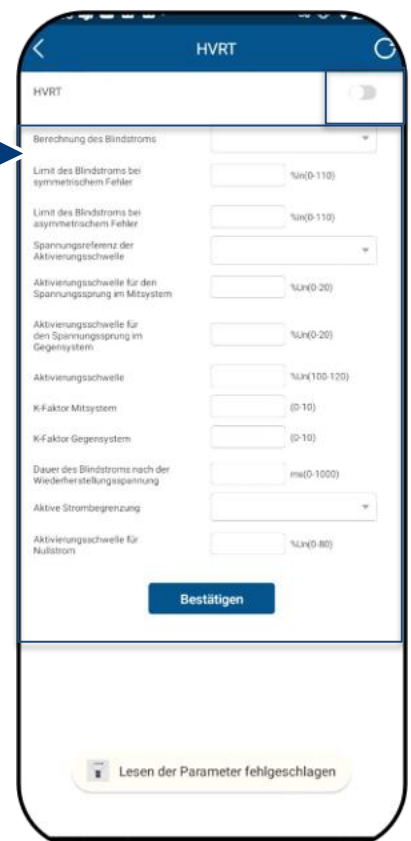 HVRT
HVRT
Berechnung des Blindstroms
Limit des Blindstroms bei
symmetrischem Fehler
%In(0-110)
Limit des Blindstroms bei
asymmetrischem Fehler
%In(0-110)
Spannungsreferenz der
Aktivierungsschwelle
Aktivierungsschwelle für den
Spannungssprung im Mitsystem
%Un(0-20)
Aktivierungsschwelle für
den Spannungssprung im
Gegensystem
%Un(0-20)
Aktivierungsschwelle
%Un(100-120)
K-Faktor Mitsystem
(0-10)
K-Faktor Gegensystem
(0-10)
Dauer des Blindstroms nach der
Wiederherstellungsspannung
ms(0-1000)
Aktive Strombegrenzung
Aktivierungsschwelle für
Nullstrom
%Un(0-80)
Bestätigen
Lesen der Parameter fehlgeschlagen